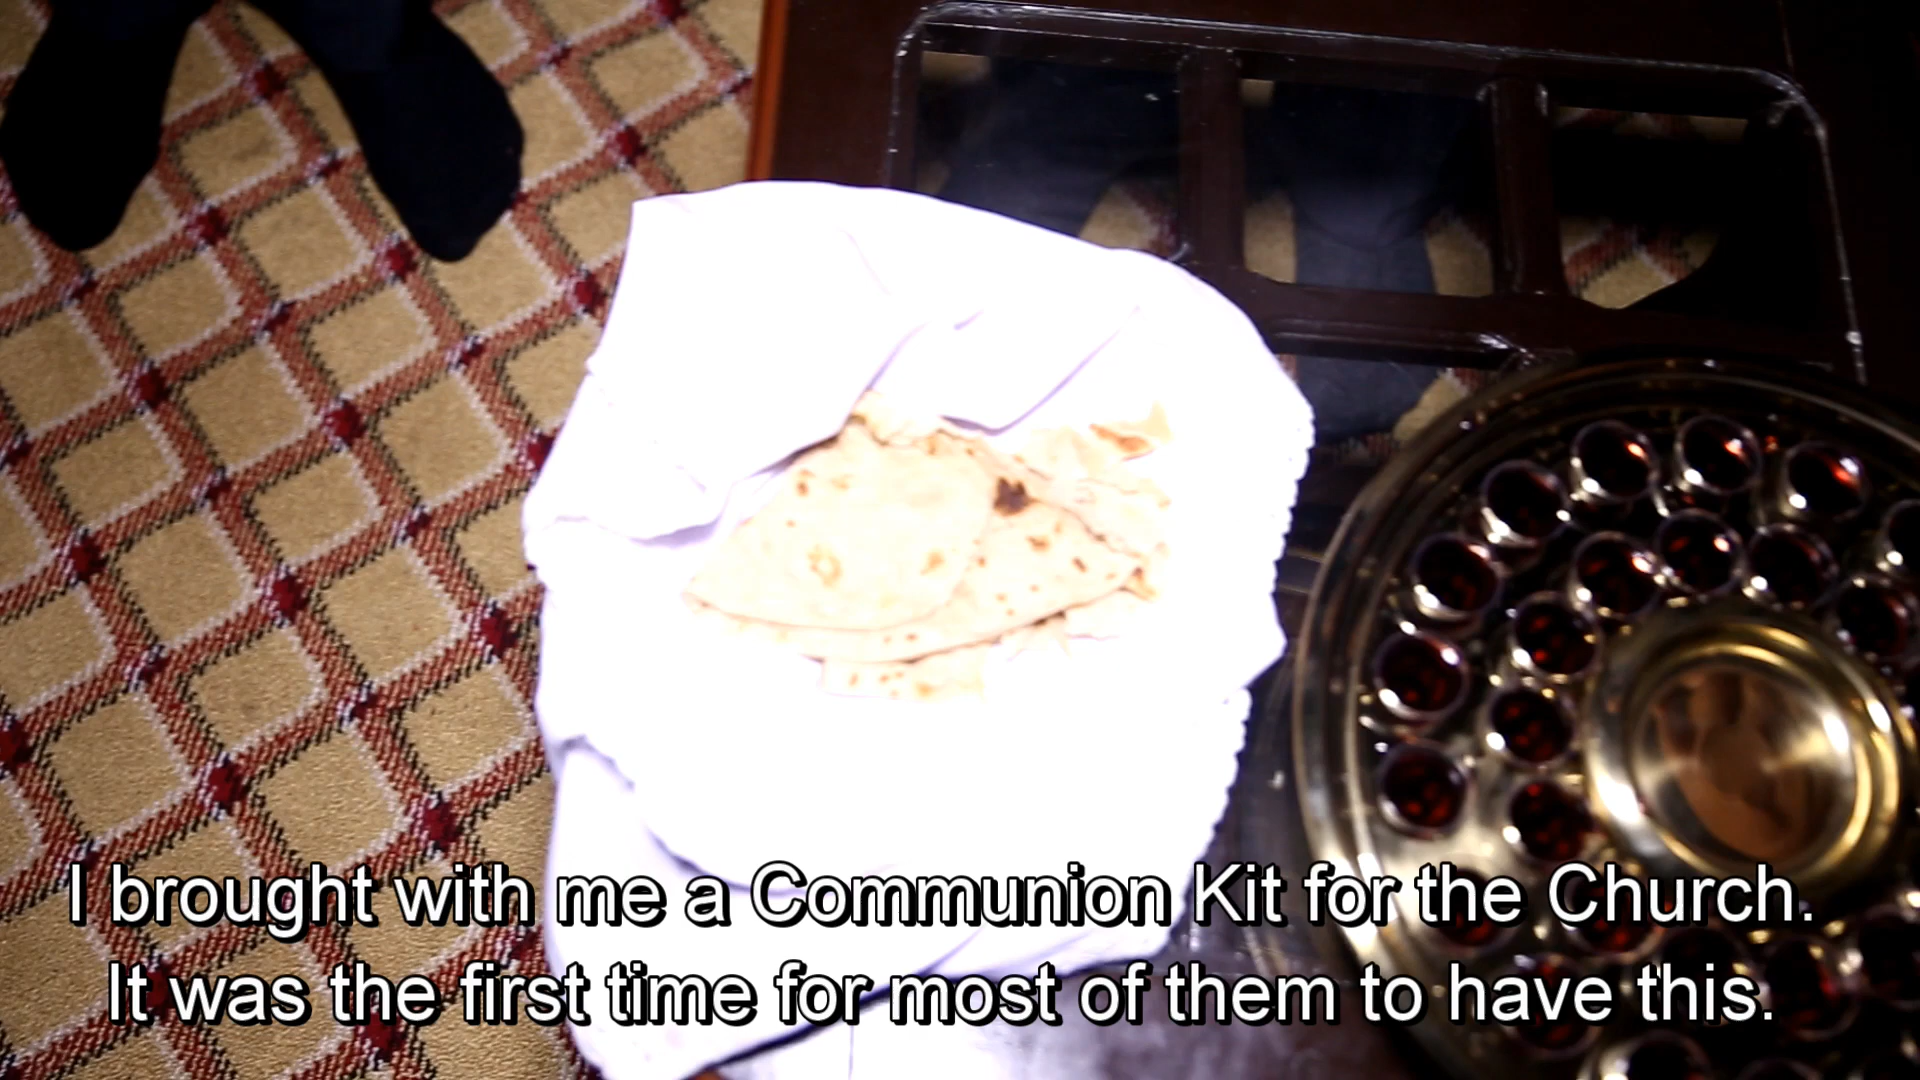 I brought with me a Communion Kit for the Church.
It was the first time for most of them to have this.